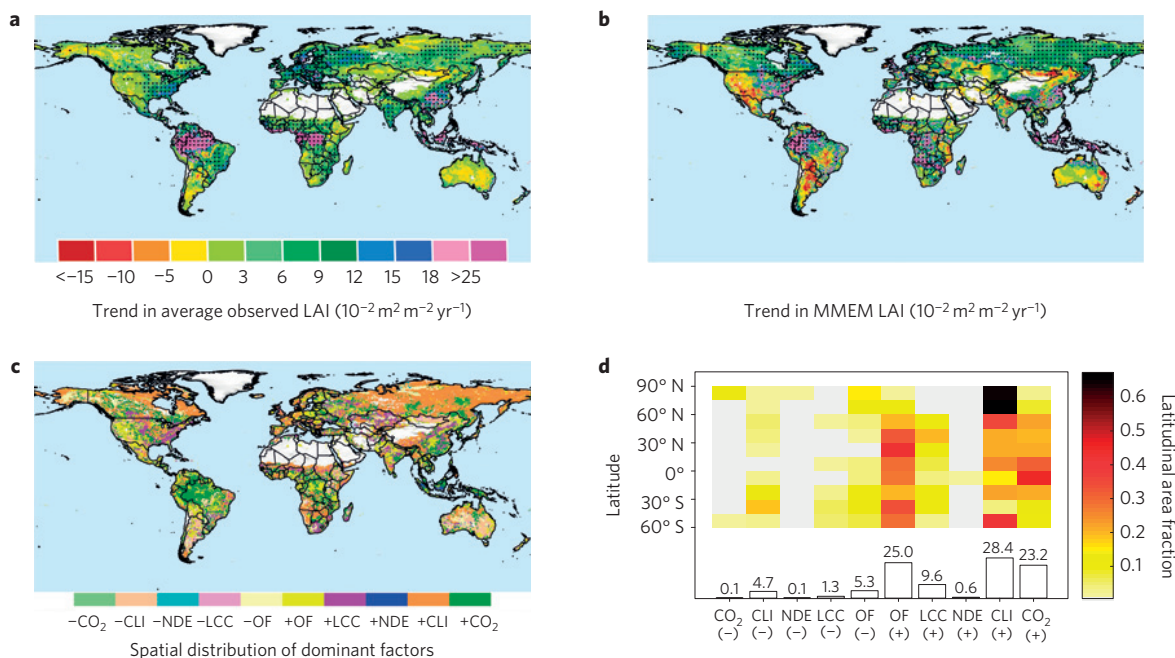 a
<−15 −10 −5 0 3 6 9 12 15 18 >25
Trend in average observed LAI (10⁻² m² m⁻² yr⁻¹)
b
Trend in MMEM LAI (10⁻² m² m⁻² yr⁻¹)
c
−CO₂ −CLI −NDE −LCC −OF +OF +LCC +NDE +CLI +CO₂
Spatial distribution of dominant factors
d
90° N
60° N
30° N
0°
30° S
60° S
Latitude
0.1 4.7 0.1 1.3 5.3 25.0 9.6 0.6 28.4 23.2
CO₂ CLI NDE LCC OF OF LCC NDE CLI CO₂
(−) (−) (−) (−) (−) (+) (+) (+) (+) (+)
0.6
0.5
0.4
0.3
0.2
0.1
Latitudinal area fraction